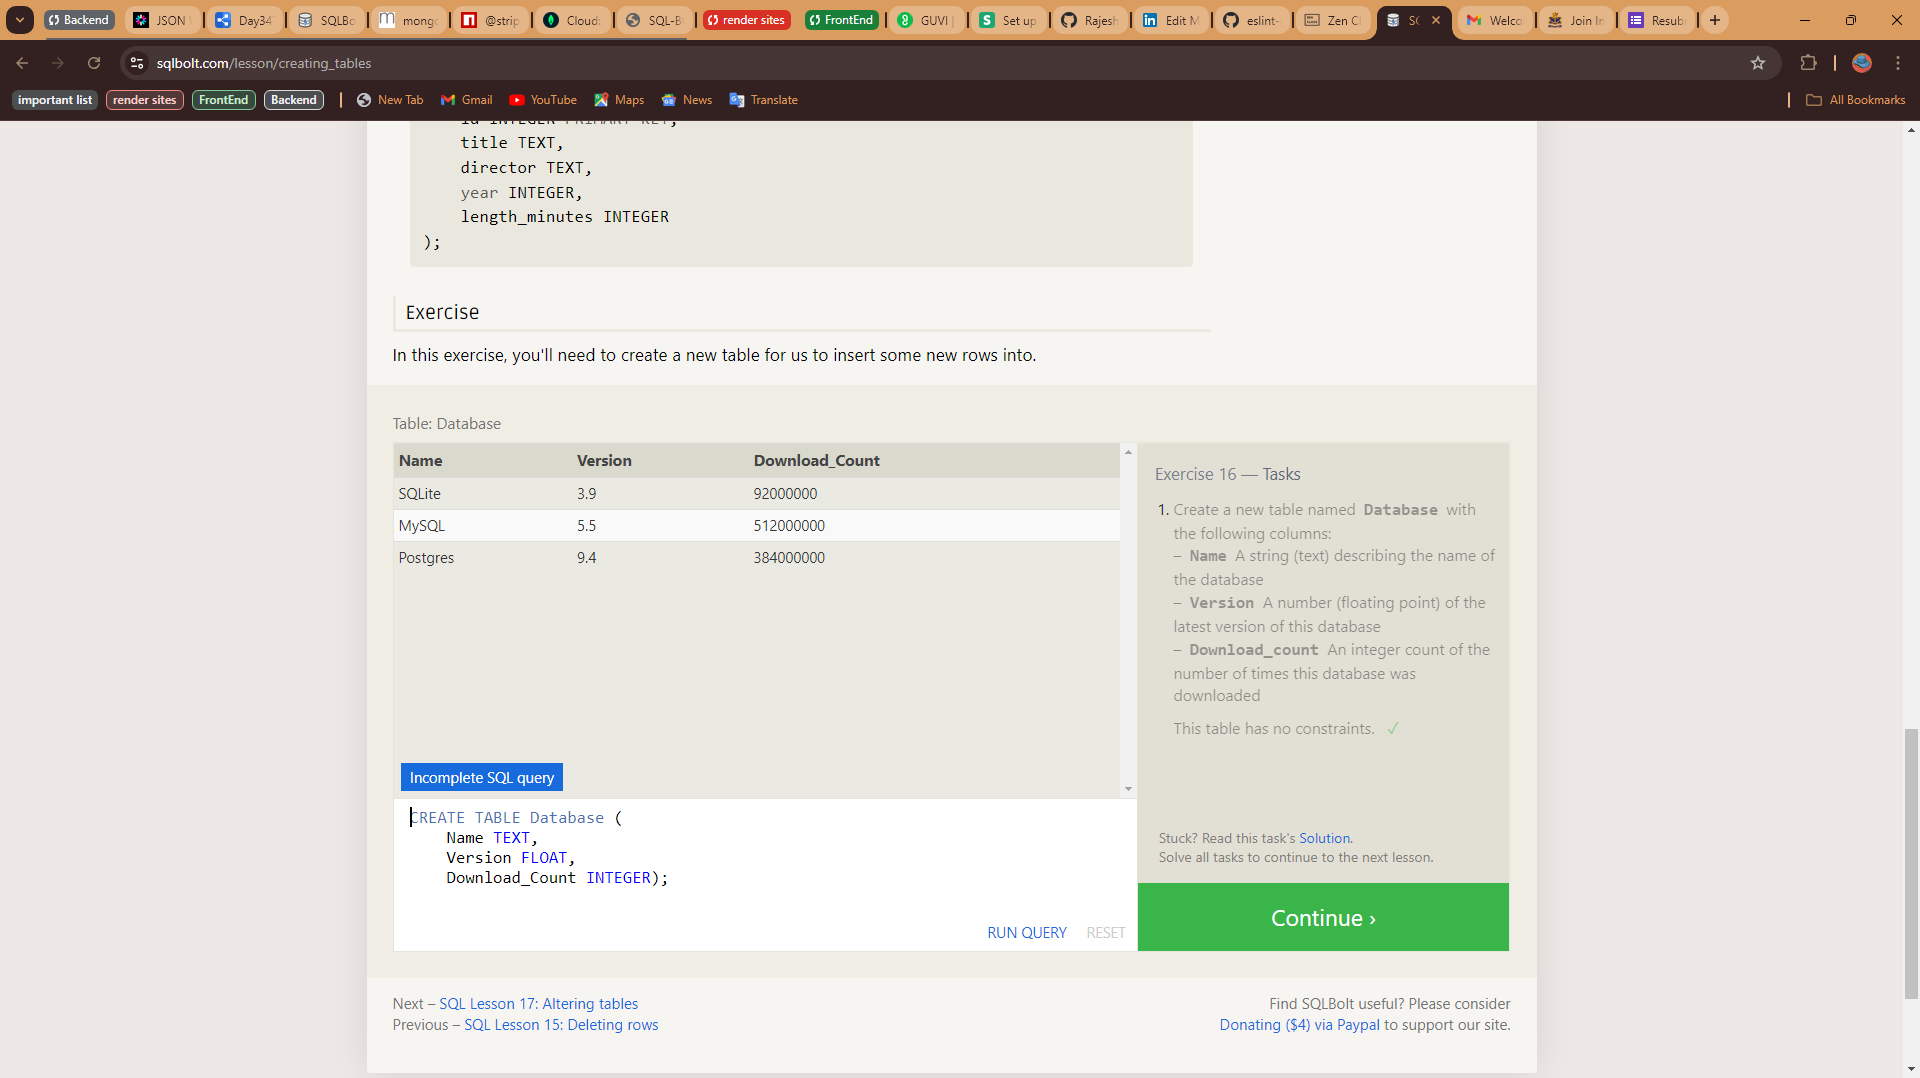 Backend
JSON
Day34
SQLBo
mong
@strip
Cloud
SQL-B
render sites
FrontEnd
GUVI
Set up
Rajesh
Edit M
eslint-
Zen C
Welco
Join In
Resub
sqlbolt.com/lesson/creating_tables
important list
render sites
FrontEnd
Backend
New Tab
Gmail
YouTube
Maps
News
Translate
All Bookmarks
id INTEGER PRIMARY KEY,
title TEXT,
director TEXT,
year INTEGER,
length_minutes INTEGER
);
Exercise
In this exercise, you'll need to create a new table for us to insert some new rows into.
Table: Database
Name Version Download_Count
SQLite 3.9 92000000
MySQL 5.5 512000000
Postgres 9.4 384000000
Incomplete SQL query
CREATE TABLE Database (
Name TEXT,
Version FLOAT,
Download_Count INTEGER);
RUN QUERY RESET
Exercise 16 — Tasks
1. Create a new table named Database with
the following columns:
– Name A string (text) describing the name of
the database
– Version A number (floating point) of the
latest version of this database
– Download_count An integer count of the
number of times this database was
downloaded
This table has no constraints. ✓
Stuck? Read this task's Solution.
Solve all tasks to continue to the next lesson.
Continue ›
Next – SQL Lesson 17: Altering tables
Previous – SQL Lesson 15: Deleting rows
Find SQLBolt useful? Please consider
Donating ($4) via Paypal to support our site.